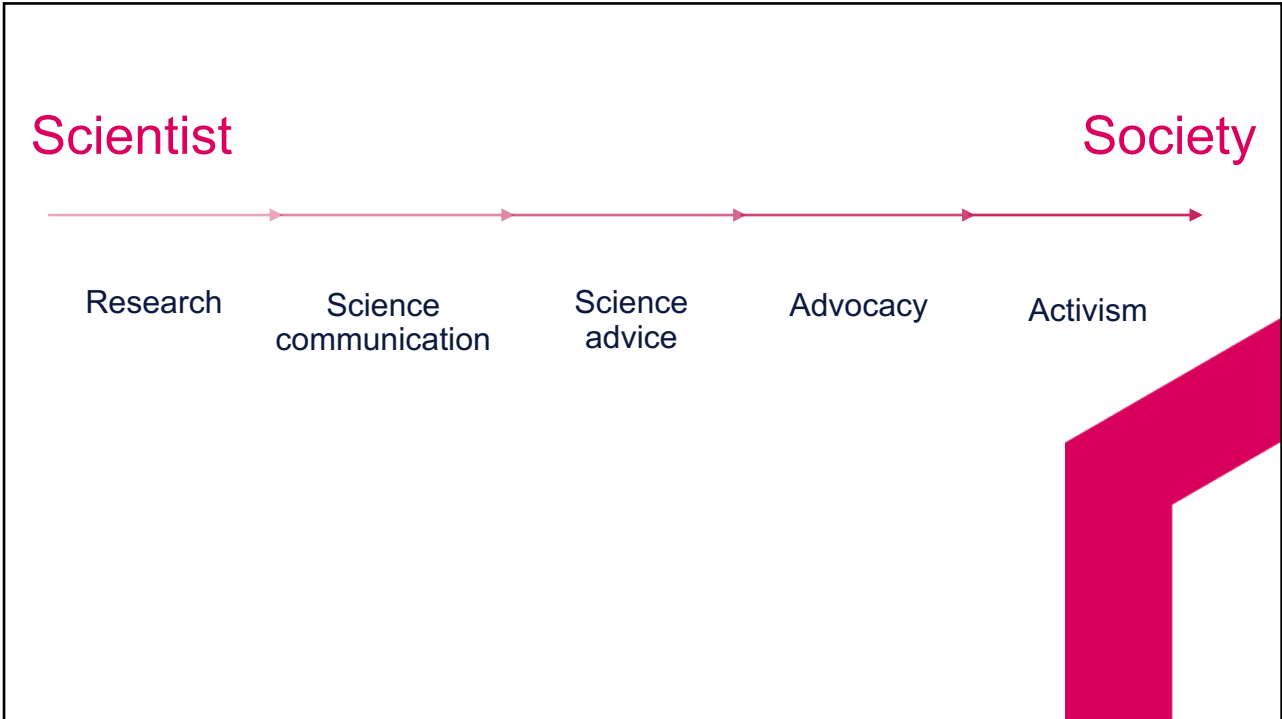 Scientist
Society
Research
Science
communication
Science
advice
Advocacy
Activism